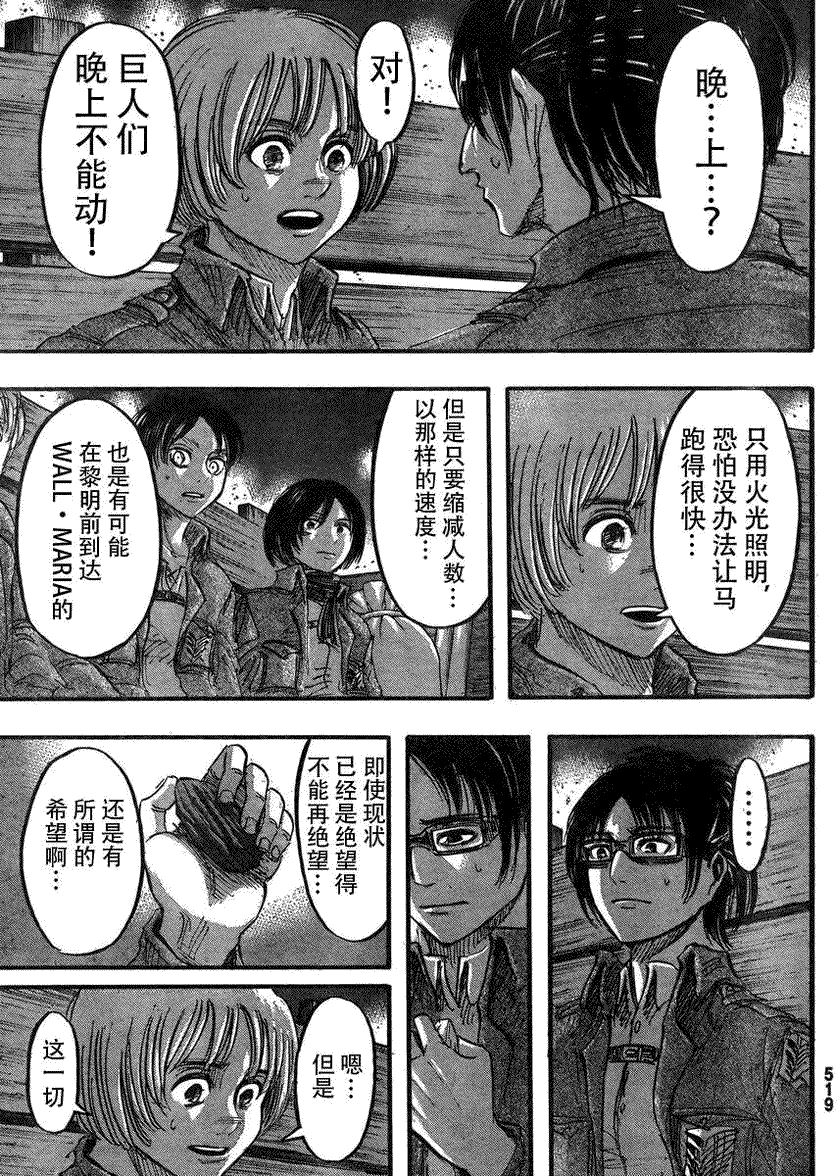 晚…上…？
对！
巨人们
晚上不能动！
只用火光照明，
恐怕没办法让马
跑得很快…
但是只要缩减人数…
以那样的速度…
也是有可能
在黎明前到达
WALL·MARIA的
……
即使现状
已经是绝望得
不能再绝望…
还是有
所谓的
希望啊…
嗯…
但是
这一切
519